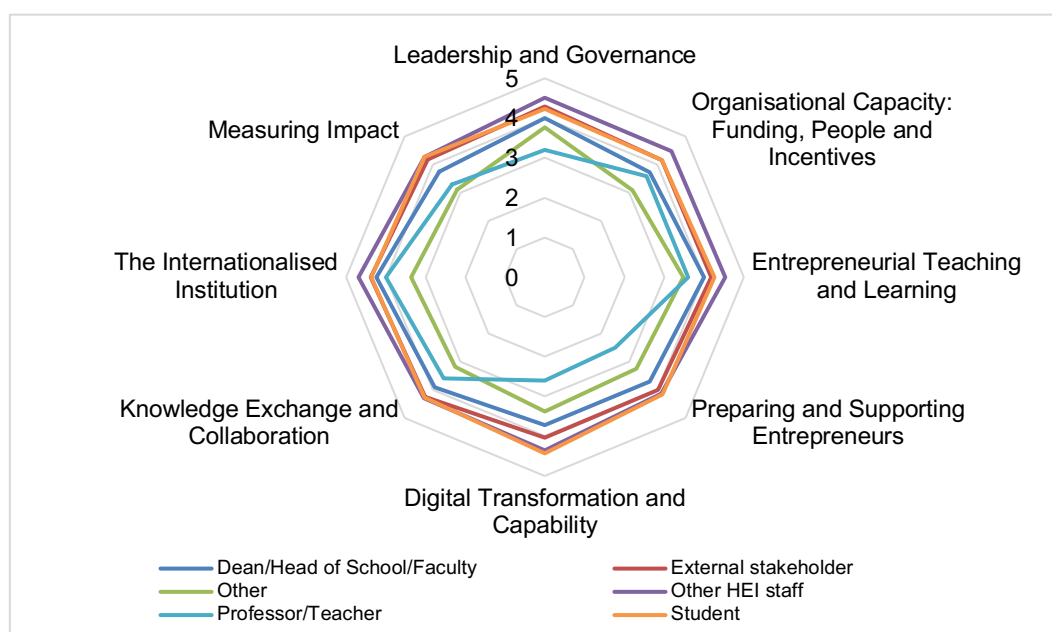 Leadership and Governance
5
4
3
2
1
0
Organisational Capacity:
Funding, People and
Incentives
Entrepreneurial Teaching
and Learning
Preparing and Supporting
Entrepreneurs
Digital Transformation and
Capability
Knowledge Exchange and
Collaboration
The Internationalised
Institution
Measuring Impact
Dean/Head of School/Faculty
External stakeholder
Other
Other HEI staff
Professor/Teacher
Student